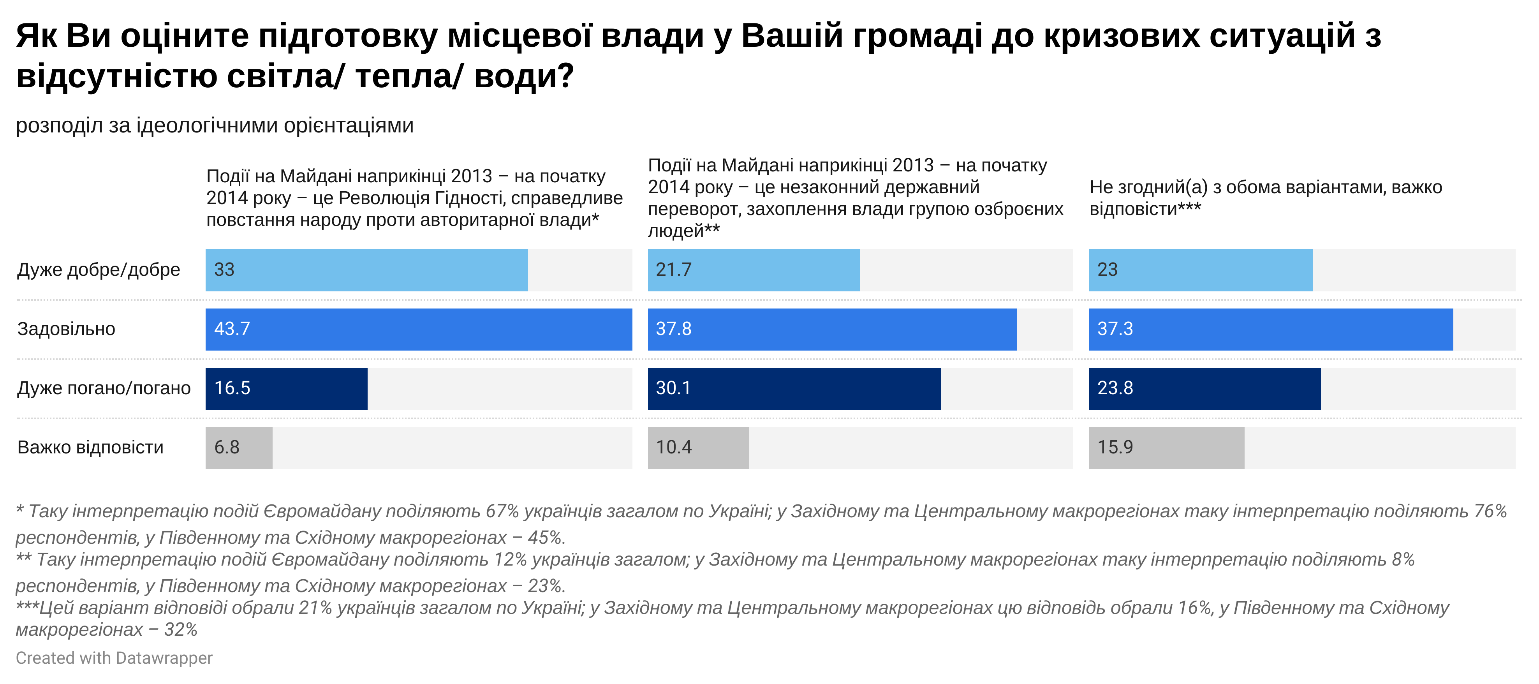 Як Ви оціните підготовку місцевої влади у Вашій громаді до кризових ситуацій з
відсутністю світла/ тепла/ води?
розподіл за ідеологічними орієнтаціями
Події на Майдані наприкінці 2013 – на початку
2014 року – це Революція Гідності, справедливе
повстання народу проти авторитарної влади*
Події на Майдані наприкінці 2013 – на початку
2014 року – це незаконний державний
переворот, захоплення влади групою озброєних
людей**
Не згодний(а) з обома варіантами, важко
відповісти***
Дуже добре/добре 33 21.7 23
Задовільно 43.7 37.8 37.3
Дуже погано/погано 16.5 30.1 23.8
Важко відповісти 6.8 10.4 15.9
* Таку інтерпретацію подій Євромайдану поділяють 67% українців загалом по Україні; у Західному та Центральному макрорегіонах таку інтерпретацію поділяють 76%
респондентів, у Південному та Східному макрорегіонах – 45%.
** Таку інтерпретацію подій Євромайдану поділяють 12% українців загалом; у Західному та Центральному макрорегіонах таку інтерпретацію поділяють 8%
респондентів, у Південному та Східному макрорегіонах – 23%.
***Цей варіант відповіді обрали 21% українців загалом по Україні; у Західному та Центральному макрорегіонах цю відповідь обрали 16%, у Південному та Східному
макрорегіонах – 32%
Created with Datawrapper